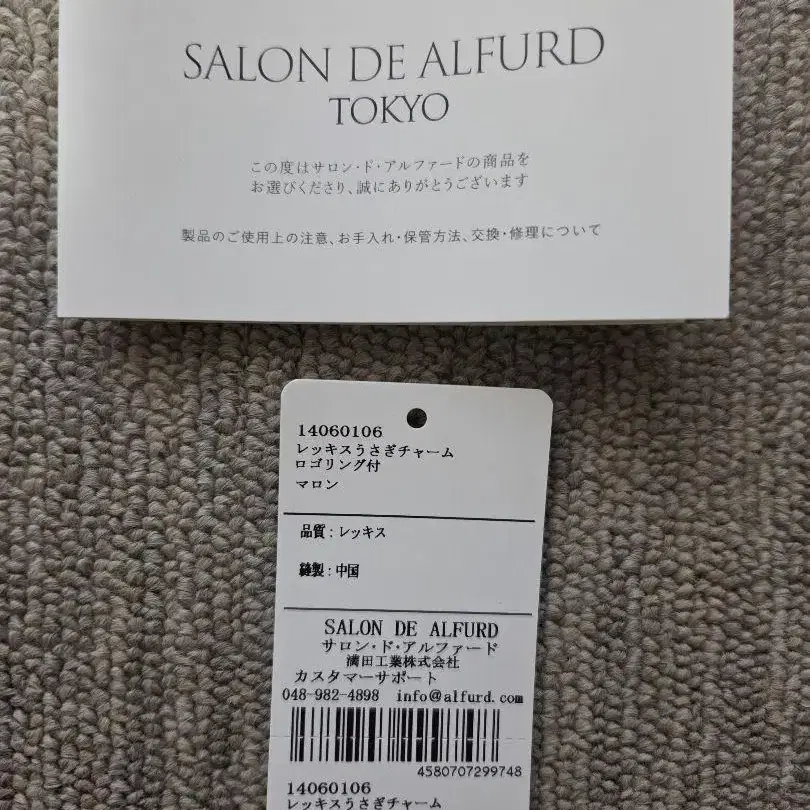 SALON DE ALFURD
TOKYO
この度はサロン・ド・アルファードの商品を
お選びくださり、誠にありがとうございます
製品のご使用上の注意、お手入れ・保管方法、交換・修理について
14060106
レッキスうさぎチャーム
ロゴリング付
マロン
品質：レッキス
縫製：中国
SALON DE ALFURD
サロン・ド・アルファード
溝田工業株式会社
カスタマーサポート
048-982-4898 info@alfurd.com
4580707299748
14060106
レッキスうさぎチャーム